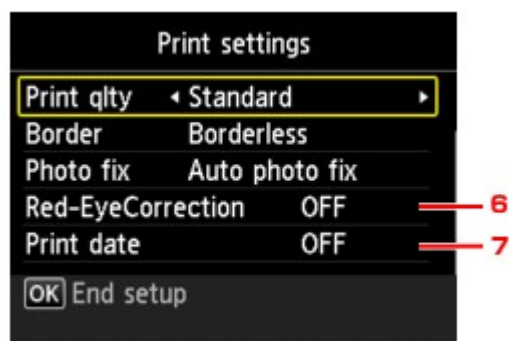 Print settings
Print qlty Standard
Border Borderless
Photo fix Auto photo fix
Red-EyeCorrection OFF 6
Print date OFF 7
OK End setup